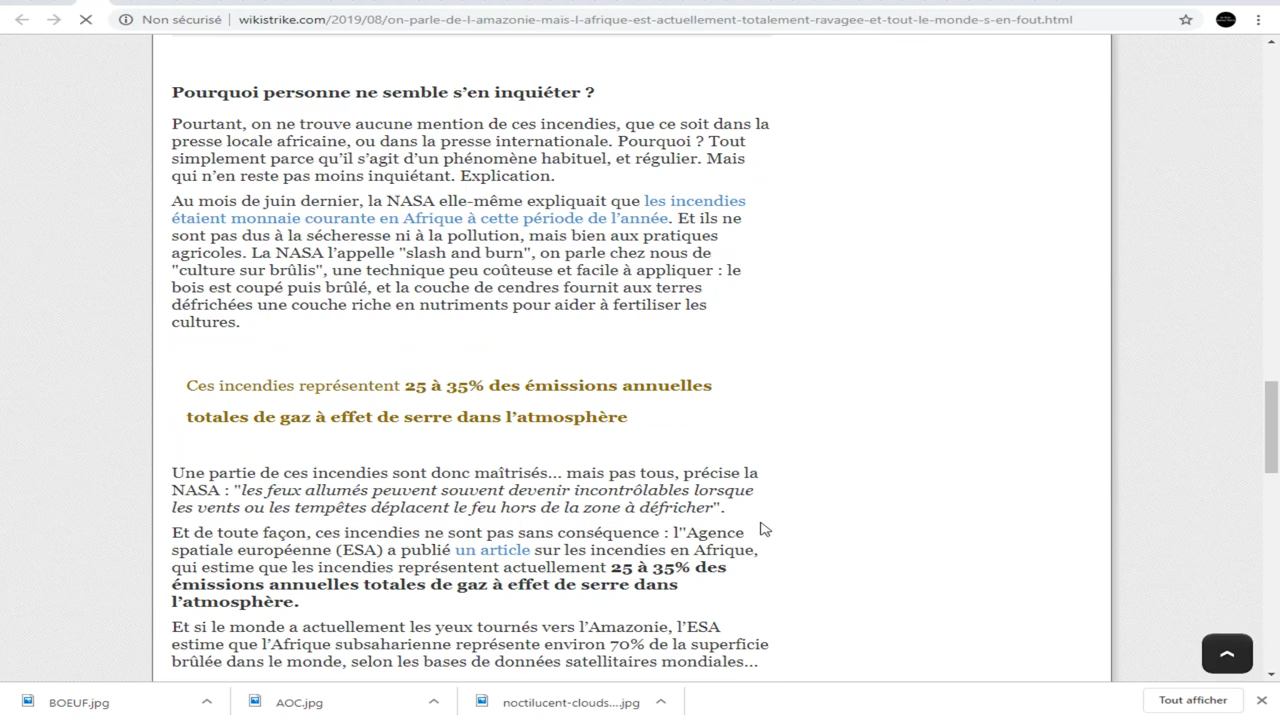 Non sécurisé
wikistrike.com/2019/08/on-parle-de-l-amazonie-mais-l-afrique-est-actuellement-totalement-ravagee-et-tout-le-monde-s-en-fout.html
Pourquoi personne ne semble s’en inquiéter ?
Pourtant, on ne trouve aucune mention de ces incendies, que ce soit dans la
presse locale africaine, ou dans la presse internationale. Pourquoi ? Tout
simplement parce qu’il s’agit d’un phénomène habituel, et régulier. Mais
qui n’en reste pas moins inquiétant. Explication.
Au mois de juin dernier, la NASA elle-même expliquait que les incendies
étaient monnaie courante en Afrique à cette période de l’année. Et ils ne
sont pas dus à la sécheresse ni à la pollution, mais bien aux pratiques
agricoles. La NASA l’appelle "slash and burn", on parle chez nous de
"culture sur brûlis", une technique peu coûteuse et facile à appliquer : le
bois est coupé puis brûlé, et la couche de cendres fournit aux terres
défrichées une couche riche en nutriments pour aider à fertiliser les
cultures.
Ces incendies représentent 25 à 35% des émissions annuelles
totales de gaz à effet de serre dans l’atmosphère
Une partie de ces incendies sont donc maîtrisés... mais pas tous, précise la
NASA : "les feux allumés peuvent souvent devenir incontrôlables lorsque
les vents ou les tempêtes déplacent le feu hors de la zone à défricher".
Et de toute façon, ces incendies ne sont pas sans conséquence : l''Agence
spatiale européenne (ESA) a publié un article sur les incendies en Afrique,
qui estime que les incendies représentent actuellement 25 à 35% des
émissions annuelles totales de gaz à effet de serre dans
l’atmosphère.
Et si le monde a actuellement les yeux tournés vers l’Amazonie, l’ESA
estime que l’Afrique subsaharienne représente environ 70% de la superficie
brûlée dans le monde, selon les bases de données satellitaires mondiales...
BOEUF.jpg
AOC.jpg
noctilucent-clouds....jpg
Tout afficher